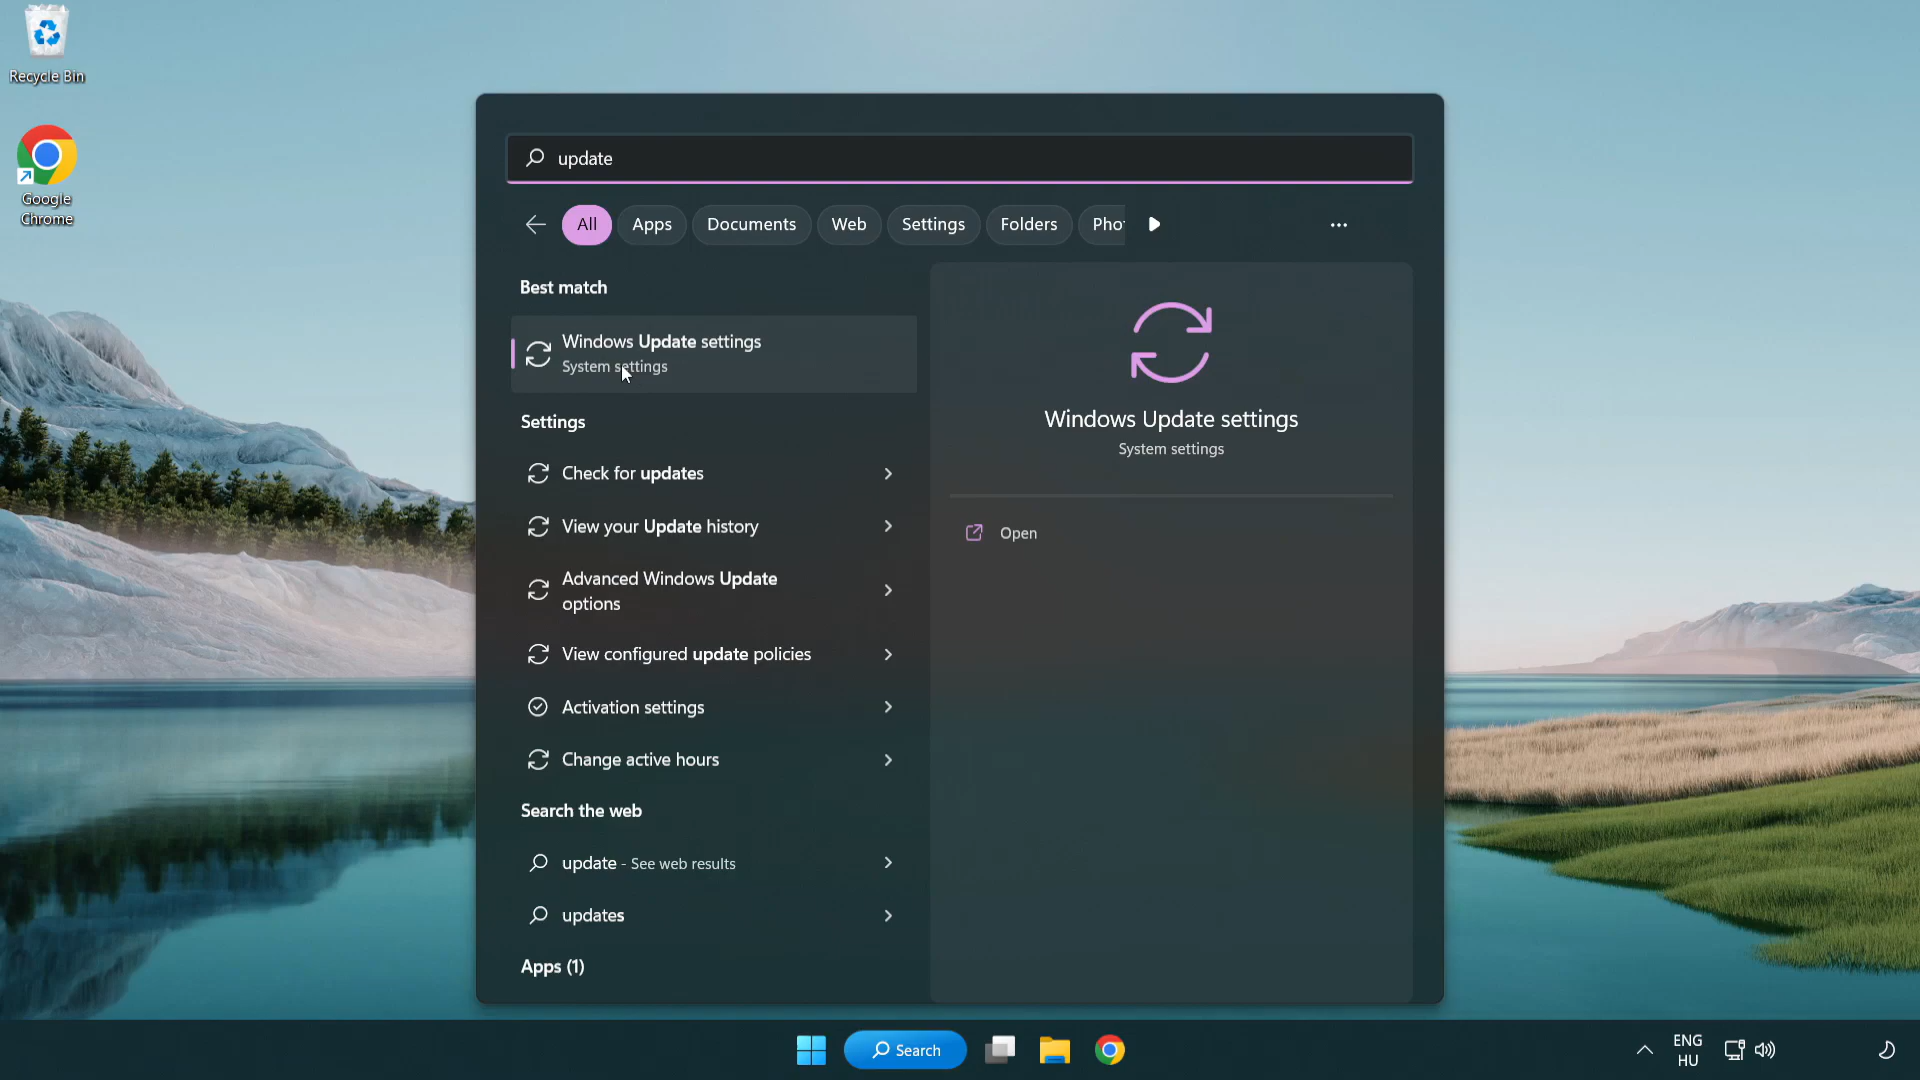 Recycle Bin
Google
Chrome
update
All
Apps
Documents
Web
Settings
Folders
Pho
Best match
Windows Update settings
System settings
Settings
Check for updates
View your Update history
Advanced Windows Update
options
View configured update policies
Activation settings
Change active hours
Search the web
update - See web results
updates
Apps (1)
Windows Update settings
System settings
Open
Search
ENG
HU